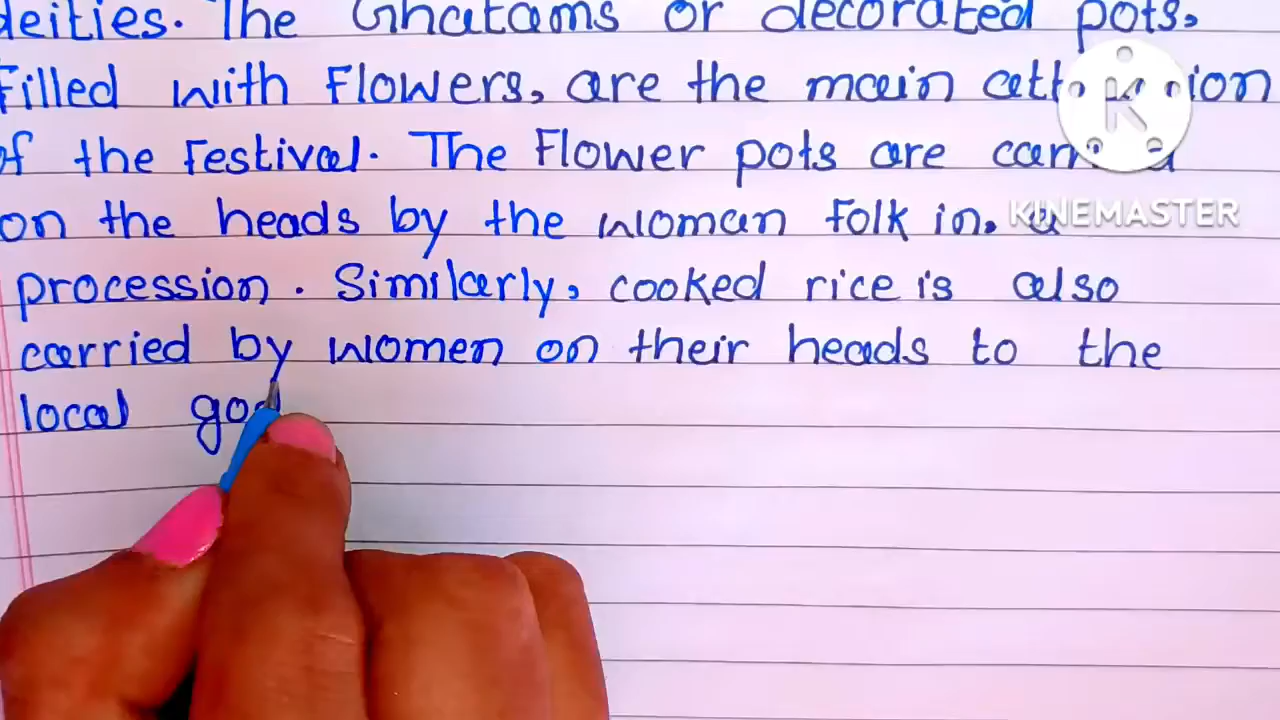 deities. The Ghatams or decorated pots,
filled with flowers, are the main
of the festival. The flower pots are
on the heads by the woman folk in. a
procession. Similarly, cooked rice is also
carried by women on their heads to the
local god
KINEMASTER